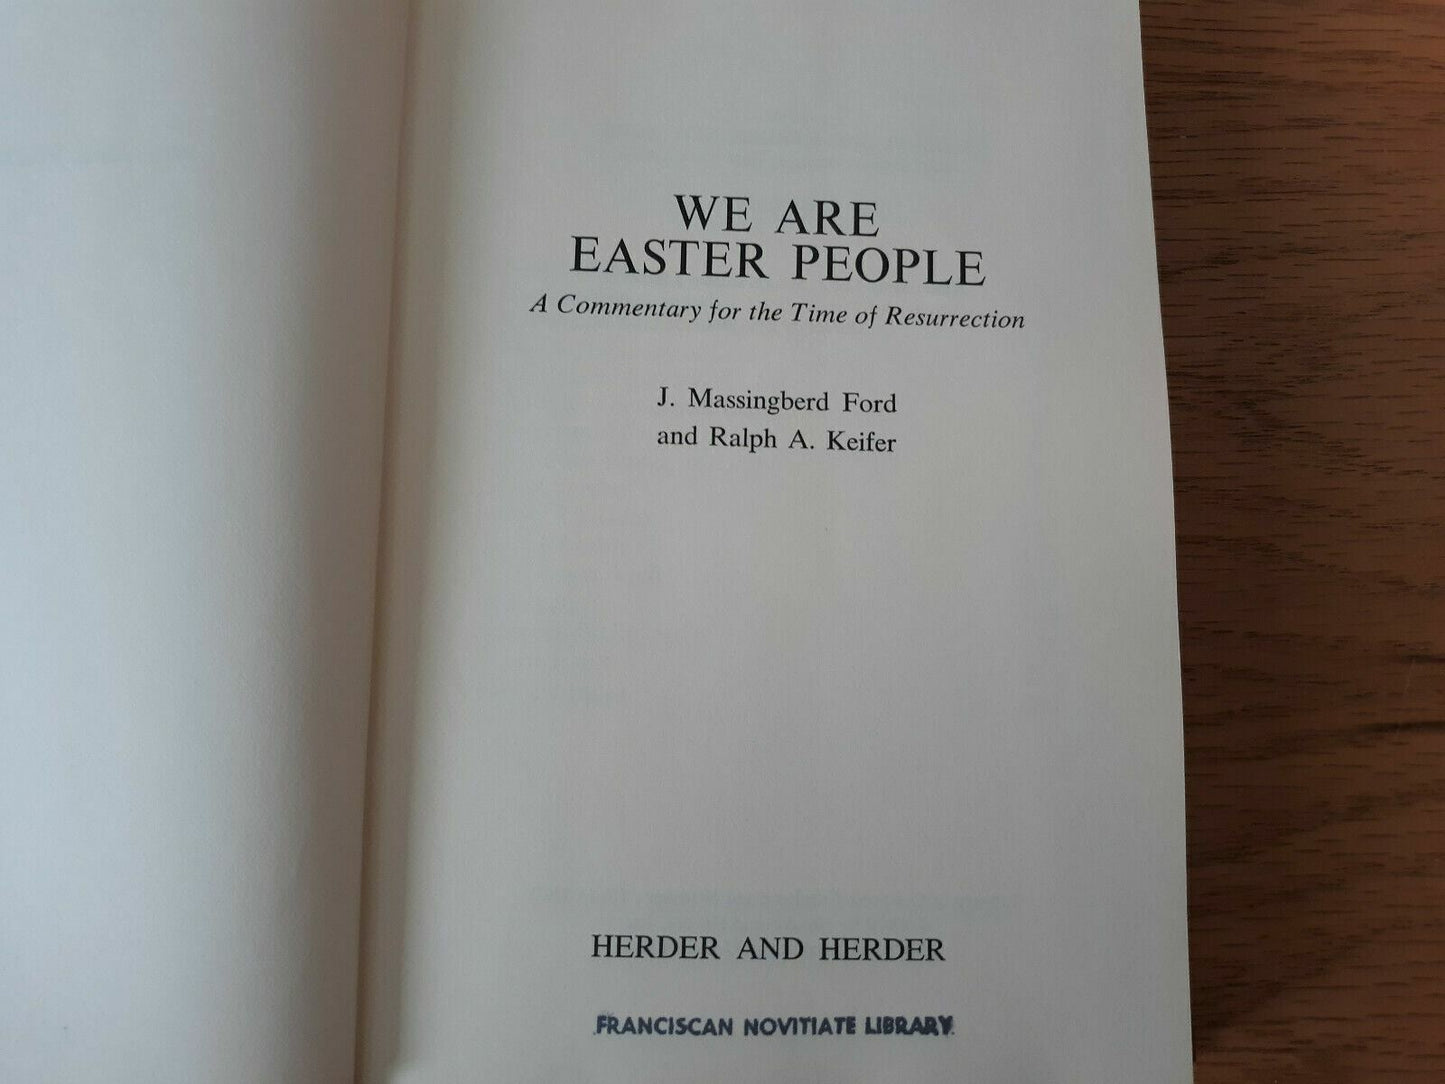 WE ARE
EASTER PEOPLE
A Commentary for the Time of Resurrection
J. Massingberd Ford
and Ralph A. Keifer
HERDER AND HERDER
FRANCISCAN NOVITIATE LIBRARY